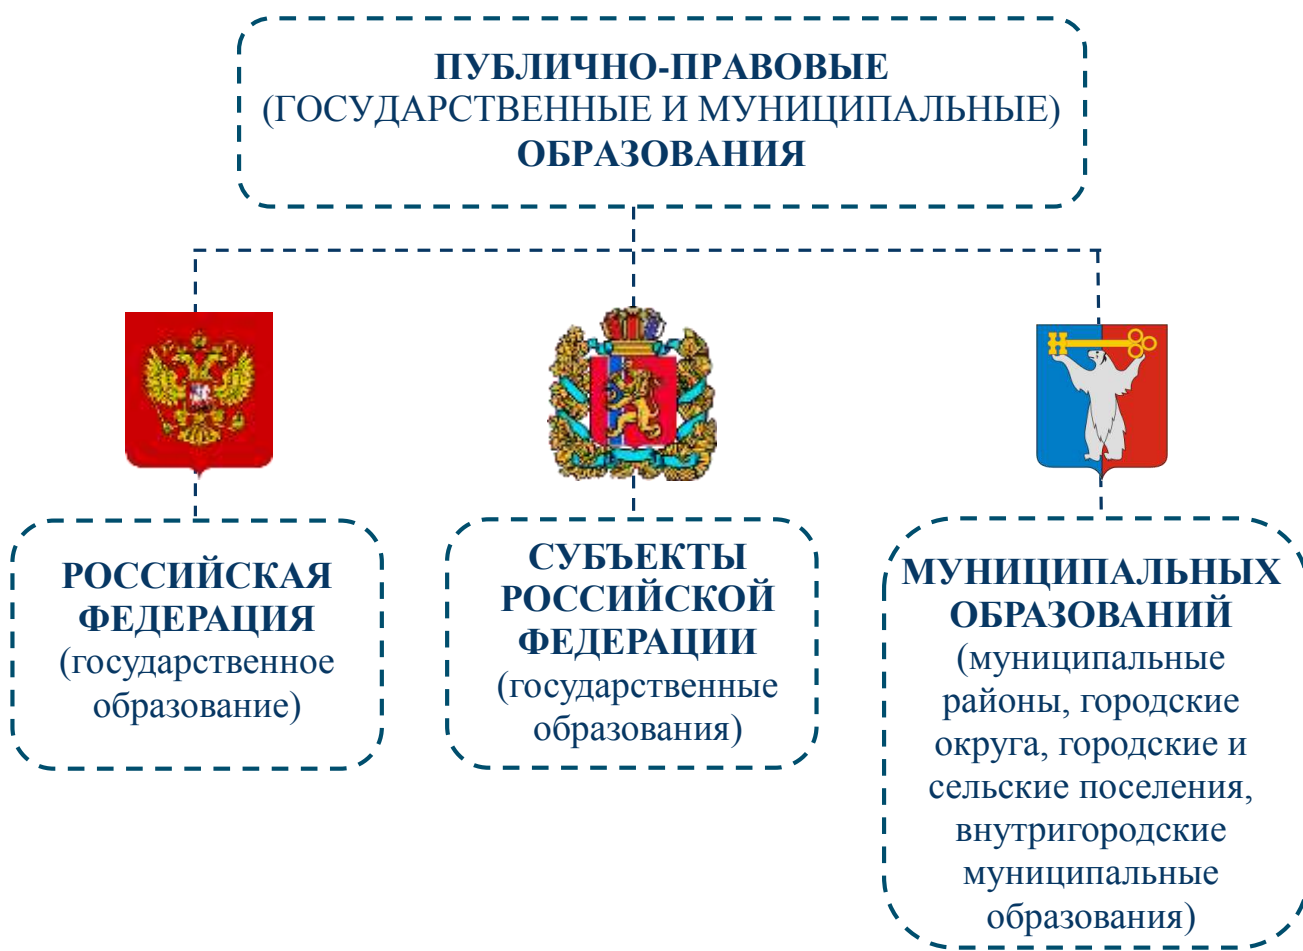 ПУБЛИЧНО-ПРАВОВЫЕ
(ГОСУДАРСТВЕННЫЕ И МУНИЦИПАЛЬНЫЕ)
ОБРАЗОВАНИЯ
РОССИЙСКАЯ
ФЕДЕРАЦИЯ
(государственное
образование)
СУБЪЕКТЫ
РОССИЙСКОЙ
ФЕДЕРАЦИИ
(государственные
образования)
МУНИЦИПАЛЬНЫХ
ОБРАЗОВАНИЙ
(муниципальные
районы, городские
округа, городские и
сельские поселения,
внутригородские
муниципальные
образования)